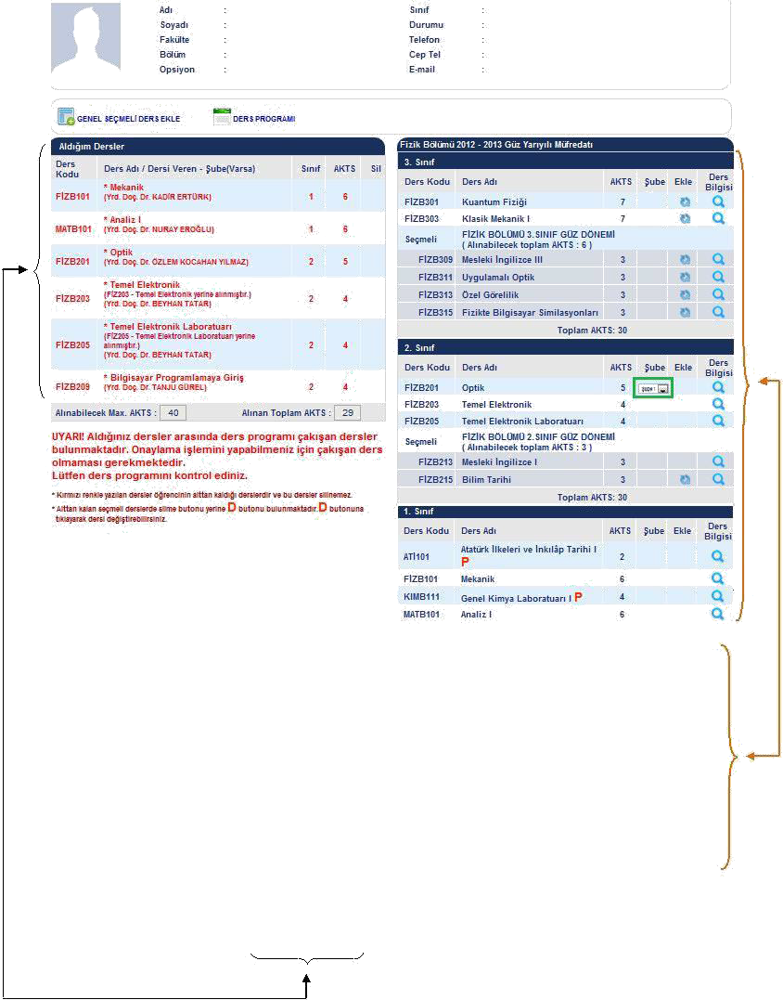 Adı :
Soyadı :
Fakülte :
Bölüm :
Opsiyon :
Sınıf :
Durumu :
Telefon :
Cep Tel :
E-mail :
GENEL SEÇMELİ DERS EKLE
DERS PROGRAMI
Aldığım Dersler
Ders Kodu Ders Adı / Dersi Veren - Şube(Varsa) Sınıf AKTS Sil
FİZB101 * Mekanik 1 6
(Yrd. Doç. Dr. KADİR ERTÜRK)
MATB101 * Analiz I 1 6
(Yrd. Doç. Dr. NURAY EROĞLU)
FİZB201 * Optik 2 5
(Yrd. Doç. Dr. ÖZLEM KOCAHAN YILMAZ)
FİZB203 * Temel Elektronik 2 4
(FİZ203 - Temel Elektronik yerine alınmıştır.)
(Yrd. Doç. Dr. BEYHAN TATAR)
FİZB205 * Temel Elektronik Laboratuarı 2 4
(FİZ205 - Temel Elektronik Laboratuarı yerine
alınmıştır.)
(Yrd. Doç. Dr. BEYHAN TATAR)
FİZB209 * Bilgisayar Programlamaya Giriş 2 4
(Yrd. Doç. Dr. TANJU GÜREL)
Alınabilecek Max. AKTS : 40 Alınan Toplam AKTS : 29
UYARI! Aldığınız dersler arasında ders programı çakışan dersler
bulunmaktadır. Onaylama işlemini yapabilmeniz için çakışan ders
olmaması gerekmektedir.
Lütfen ders programını kontrol ediniz.
* Kırmızı renkle yazılan dersler öğrencinin alttan kaldığı derslerdir ve bu dersler silinemez.
* Alttan kalan seçmeli derslerde silme butonu yerine D butonu bulunmaktadır. D butonuna
tıklayarak dersi değiştirebilirsiniz.
Fizik Bölümü 2012 - 2013 Güz Yarıyılı Müfredatı
3. Sınıf
Ders Kodu Ders Adı AKTS Şube Ekle Ders Bilgisi
FİZB301 Kuantum Fiziği 7
FİZB303 Klasik Mekanik I 7
Seçmeli FİZİK BÖLÜMÜ 3.SINIF GÜZ DÖNEMİ
( Alınabilecek toplam AKTS : 6 )
FİZB309 Mesleki İngilizce III 3
FİZB311 Uygulamalı Optik 3
FİZB313 Özel Görelilik 3
FİZB315 Fizikte Bilgisayar Similasyonları 3
Toplam AKTS: 30
2. Sınıf
Ders Kodu Ders Adı AKTS Şube Ekle Ders Bilgisi
FİZB201 Optik 5 Şube :
FİZB203 Temel Elektronik 4
FİZB205 Temel Elektronik Laboratuarı 4
Seçmeli FİZİK BÖLÜMÜ 2.SINIF GÜZ DÖNEMİ
( Alınabilecek toplam AKTS : 3 )
FİZB213 Mesleki İngilizce I 3
FİZB215 Bilim Tarihi 3
Toplam AKTS: 30
1. Sınıf
Ders Kodu Ders Adı AKTS Şube Ekle Ders Bilgisi
ATİ101 Atatürk İlkeleri ve İnkılâp Tarihi I 2
P
FİZB101 Mekanik 6
KIMB111 Genel Kimya Laboratuarı I P 4
MATB101 Analiz I 6